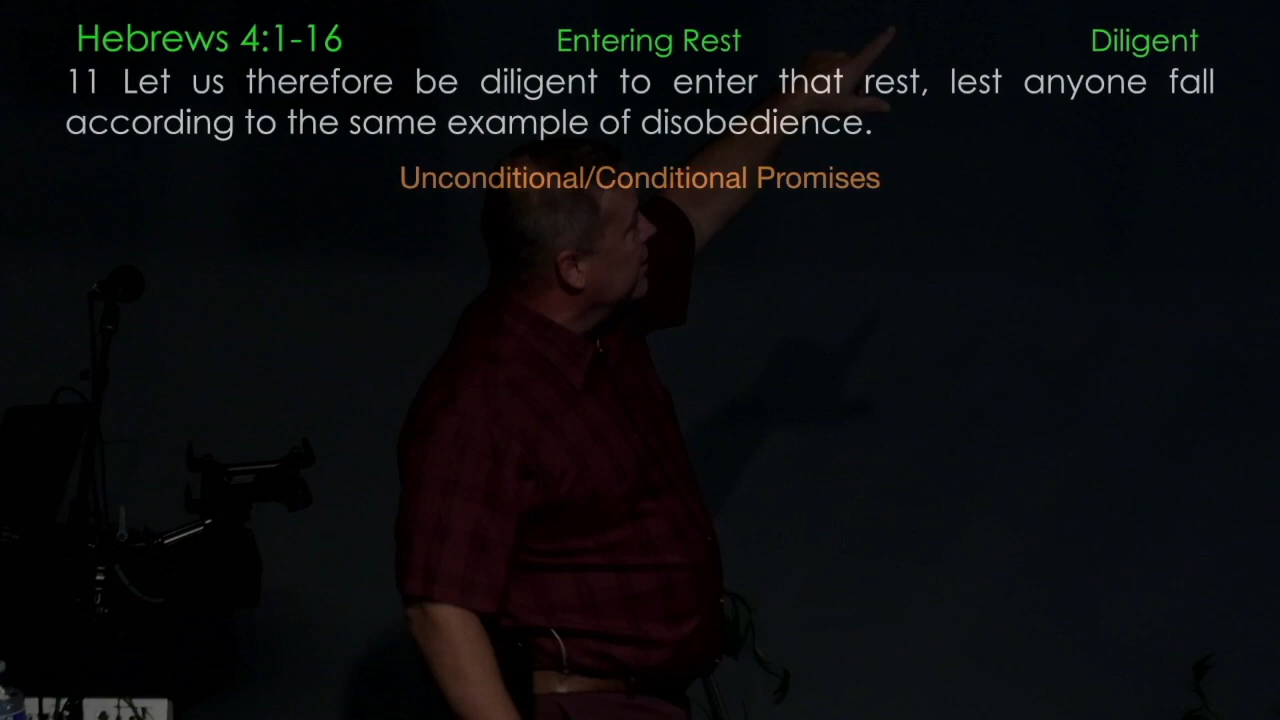 Hebrews 4:1-16 Entering Rest Diligent
11 Let us therefore be diligent to enter that rest, lest anyone fall
according to the same example of disobedience.
Unconditional/Conditional Promises